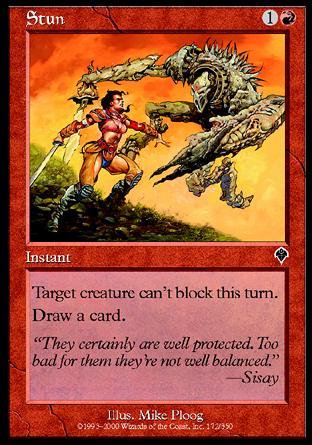 Stun 1
Instant
Target creature can't block this turn.
Draw a card.
"They certainly are well protected. Too
bad for them they're not well balanced."
—Sisay
Illus. Mike Ploog
©1993–2000 Wizards of the Coast, Inc. 172/350